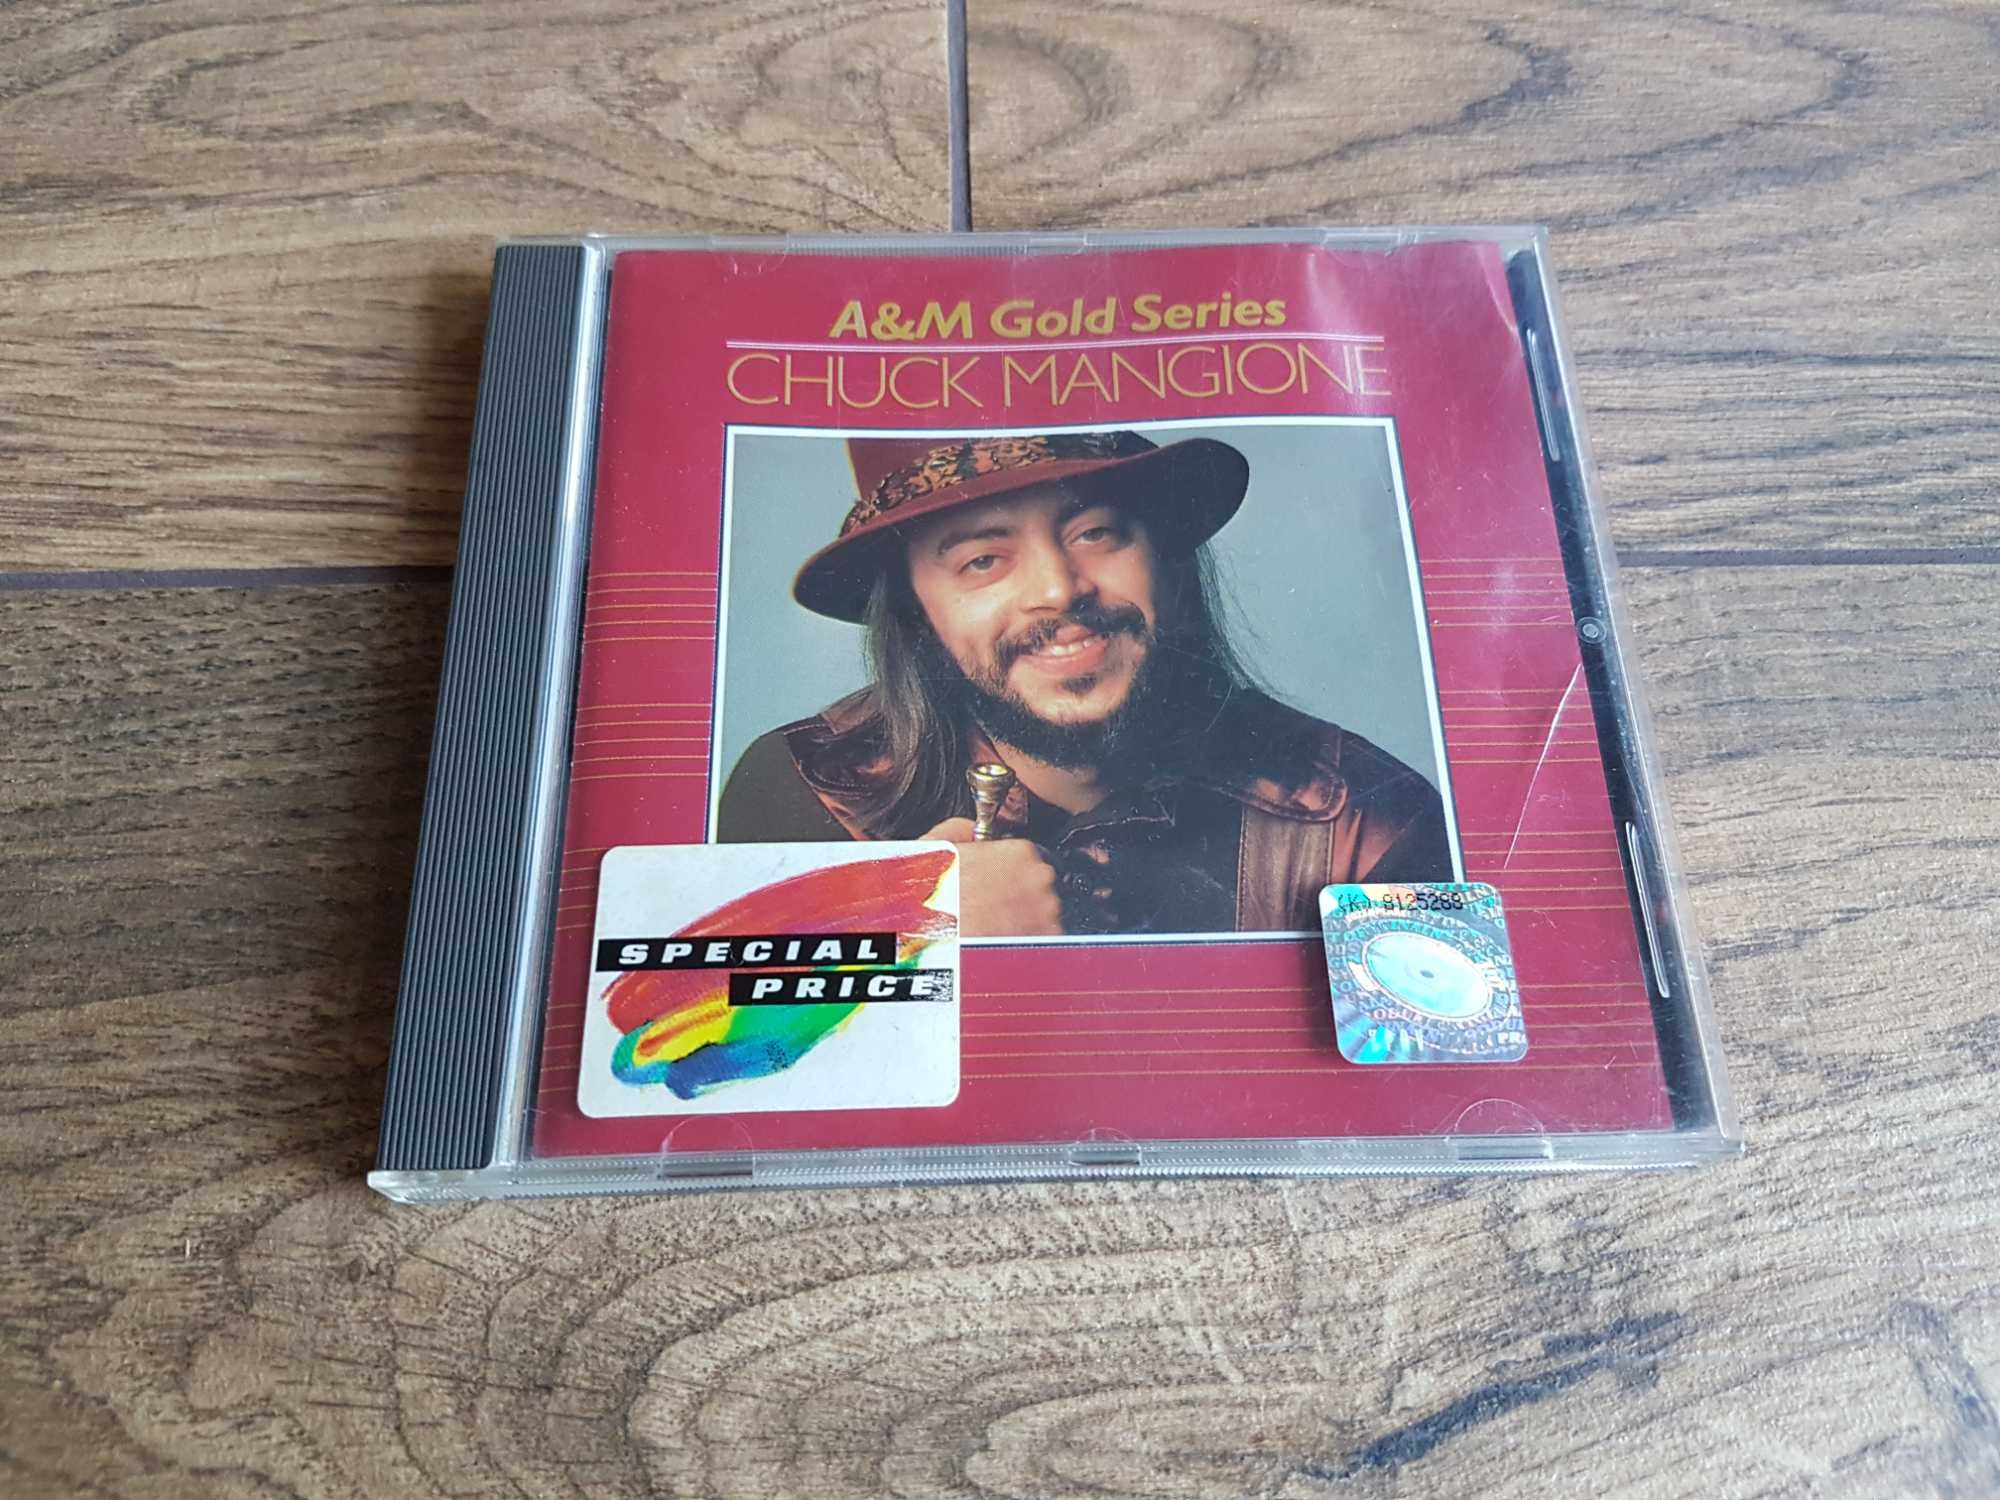 A&M Gold Series
CHUCK MANGIONE
SPECIAL
PRICE
(K) 8125288